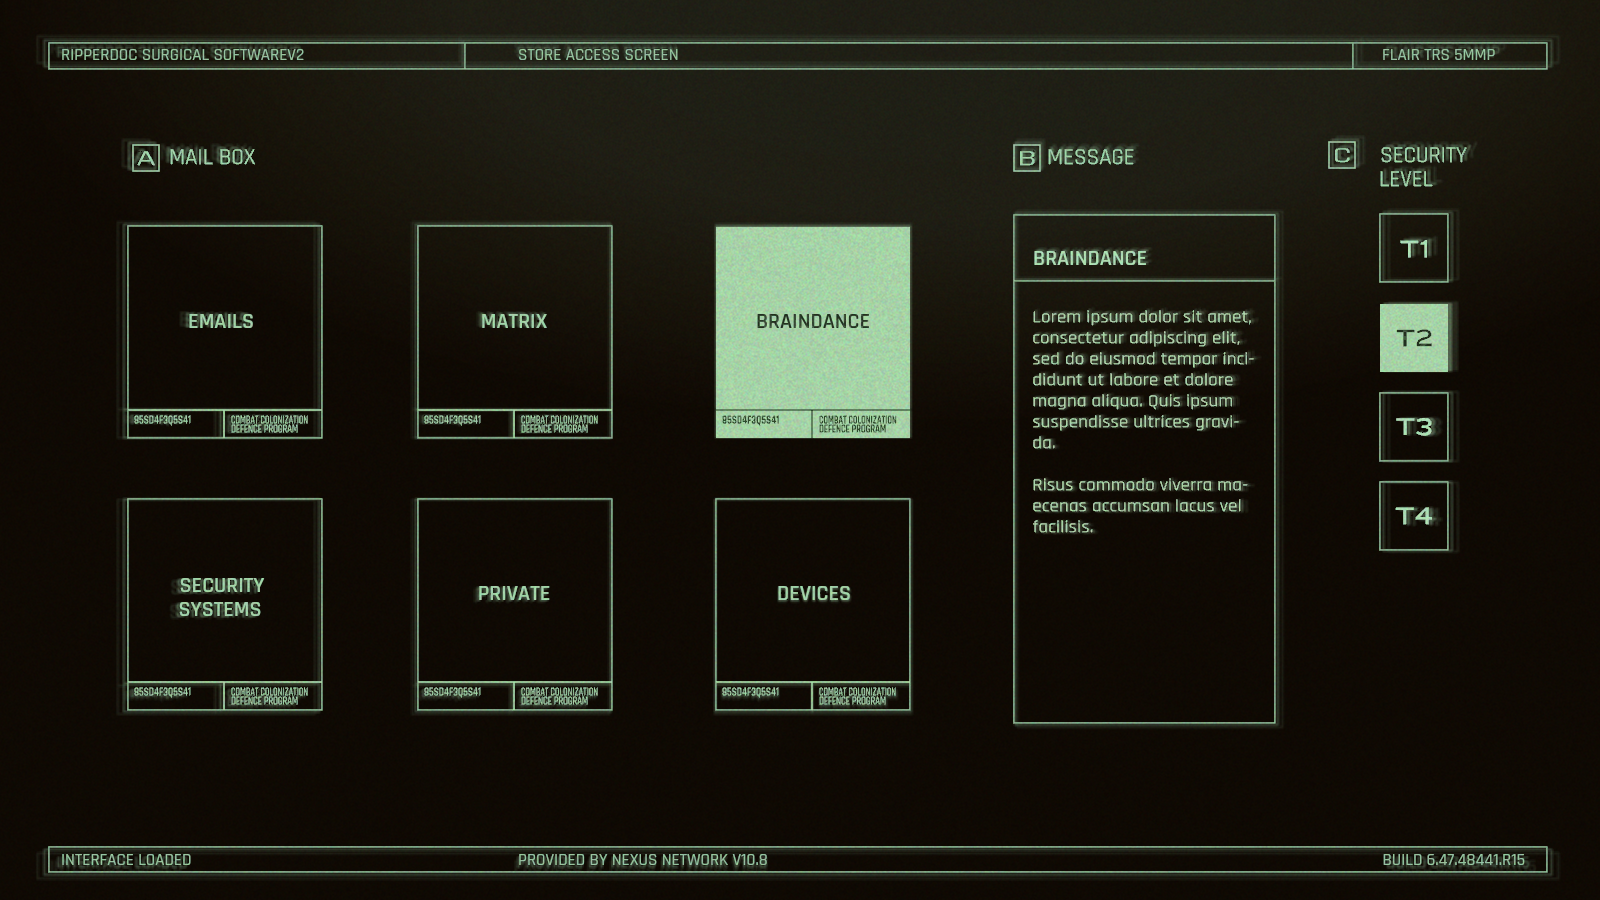 RIPPERDOC SURGICAL SOFTWAREV2
STORE ACCESS SCREEN
FLAIR TRS 5MMP
A MAIL BOX
EMAILS
85SD4F3Q5S41
COMBAT COLONIZATION
DEFENCE PROGRAM
MATRIX
85SD4F3Q5S41
COMBAT COLONIZATION
DEFENCE PROGRAM
BRAINDANCE
85SD4F3Q5S41
COMBAT COLONIZATION
DEFENCE PROGRAM
SECURITY
SYSTEMS
85SD4F3Q5S41
COMBAT COLONIZATION
DEFENCE PROGRAM
PRIVATE
85SD4F3Q5S41
COMBAT COLONIZATION
DEFENCE PROGRAM
DEVICES
85SD4F3Q5S41
COMBAT COLONIZATION
DEFENCE PROGRAM
B MESSAGE
BRAINDANCE
Lorem ipsum dolor sit amet,
consectetur adipiscing elit,
sed do eiusmod tempor inci-
didunt ut labore et dolore
magna aliqua. Quis ipsum
suspendisse ultrices gravi-
da.
Risus commodo viverra ma-
ecenas accumsan lacus vel
facilisis.
C SECURITY
LEVEL
T1
T2
T3
T4
INTERFACE LOADED
PROVIDED BY NEXUS NETWORK V10.8
BUILD 6.47.48441.R15